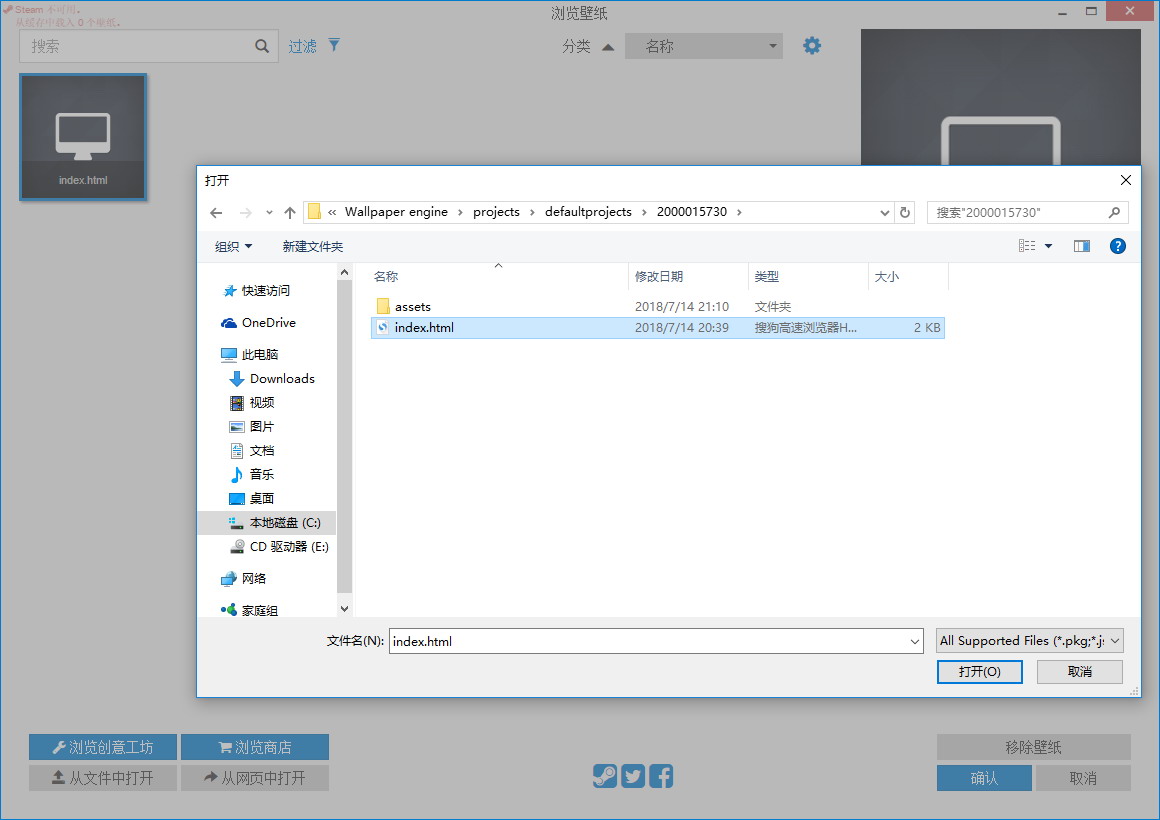 Steam 不可用。
浏览壁纸
从缓存中载入 0 个壁纸。
搜索
过滤
分类
名称
index.html
打开
« Wallpaper engine › projects › defaultprojects › 2000015730 ›
搜索"2000015730"
组织
新建文件夹
名称 修改日期 类型 大小
快速访问
assets 2018/7/14 21:10 文件夹
index.html 2018/7/14 20:39 搜狗高速浏览器H... 2 KB
OneDrive
此电脑
Downloads
视频
图片
文档
音乐
桌面
本地磁盘 (C:)
CD 驱动器 (E:)
网络
家庭组
文件名(N): index.html
All Supported Files (*.pkg;*.js
打开(O)
取消
浏览创意工坊
浏览商店
移除壁纸
从文件中打开
从网页中打开
确认
取消